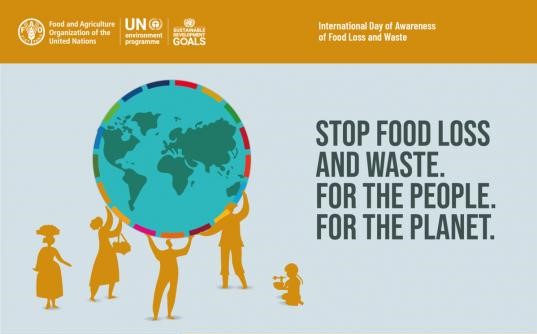 Food and Agriculture
Organization of the
United Nations
UN
environment
programme
SUSTAINABLE
DEVELOPMENT
GOALS
International Day of Awareness
of Food Loss and Waste
STOP FOOD LOSS
AND WASTE.
FOR THE PEOPLE.
FOR THE PLANET.